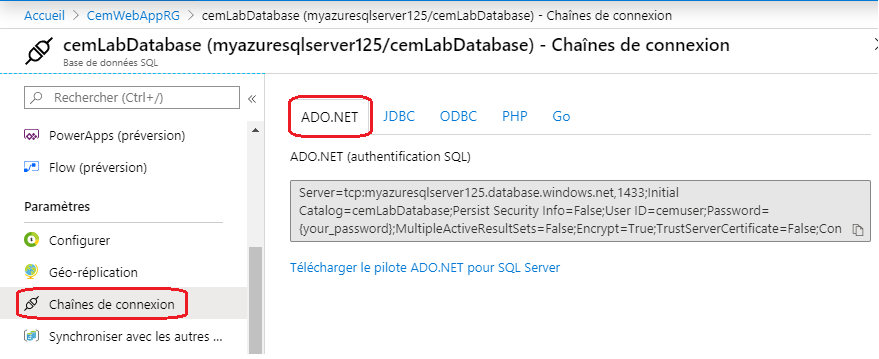 Accueil > CemWebAppRG > cemLabDatabase (myazuresqlserver125/cemLabDatabase) - Chaînes de connexion
cemLabDatabase (myazuresqlserver125/cemLabDatabase) - Chaînes de connexion
Base de données SQL
Rechercher (Ctrl+/)
«
PowerApps (préversion)
Flow (préversion)
Paramètres
Configurer
Géo-réplication
Chaînes de connexion
Synchroniser avec les autres ...
ADO.NET JDBC ODBC PHP Go
ADO.NET (authentification SQL)
Server=tcp:myazuresqlserver125.database.windows.net,1433;Initial
Catalog=cemLabDatabase;Persist Security Info=False;User ID=cemuser;Password=
{your_password};MultipleActiveResultSets=False;Encrypt=True;TrustServerCertificate=False;Con
Télécharger le pilote ADO.NET pour SQL Server